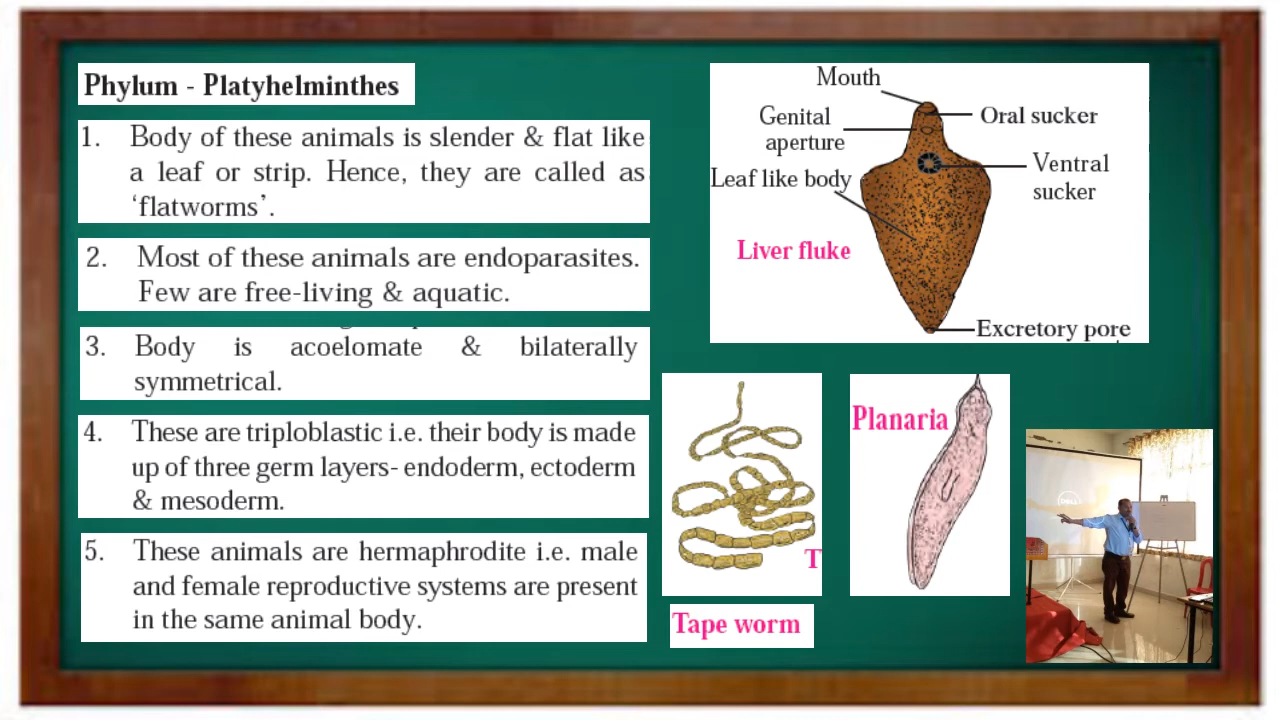 Phylum - Platyhelminthes
1. Body of these animals is slender & flat like
a leaf or strip. Hence, they are called as
‘flatworms’.
2. Most of these animals are endoparasites.
Few are free-living & aquatic.
3. Body is acoelomate & bilaterally
symmetrical.
4. These are triploblastic i.e. their body is made
up of three germ layers- endoderm, ectoderm
& mesoderm.
5. These animals are hermaphrodite i.e. male
and female reproductive systems are present
in the same animal body.
Mouth
Genital
aperture
Leaf like body
Oral sucker
Ventral
sucker
Liver fluke
Excretory pore
T
Tape worm
Planaria
DELL